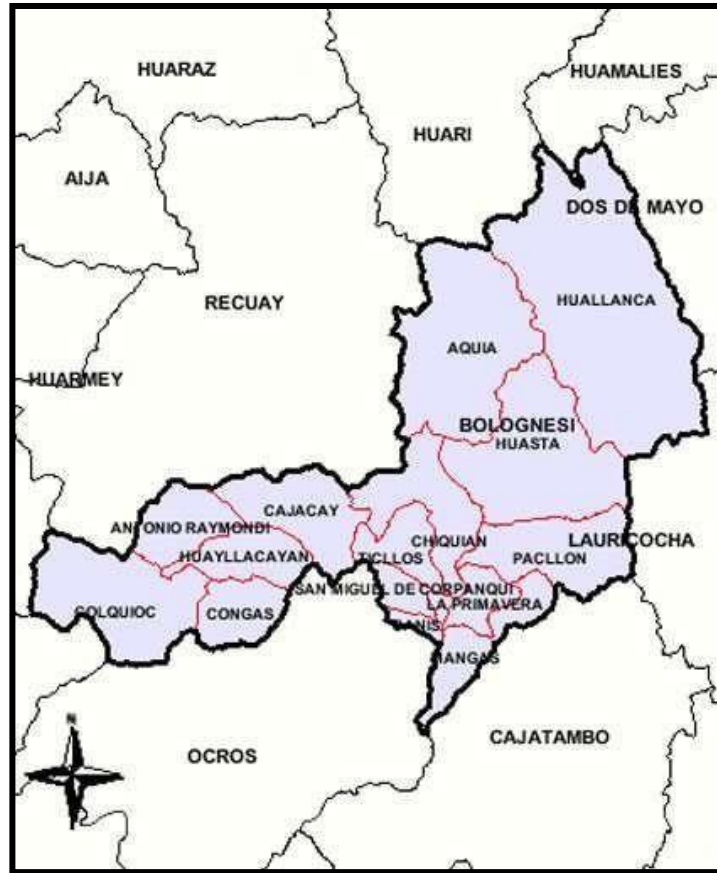 HUARAZ
HUAMALIES
HUARI
AIJA
DOS DE MAYO
RECUAY
HUALLANCA
AQUIA
HUARMEY
BOLOGNESI
HUASTA
CAJACAY
ANTONIO RAYMONDI
CHIQUIAN
LAURICOCHA
HUAYLLACAYAN
TICLLOS
PACLLON
SAN MIGUEL DE CORPANQUI
LA PRIMAVERA
COLQUIOC
CONGAS
CANIS
MANGAS
CAJATAMBO
OCROS
N